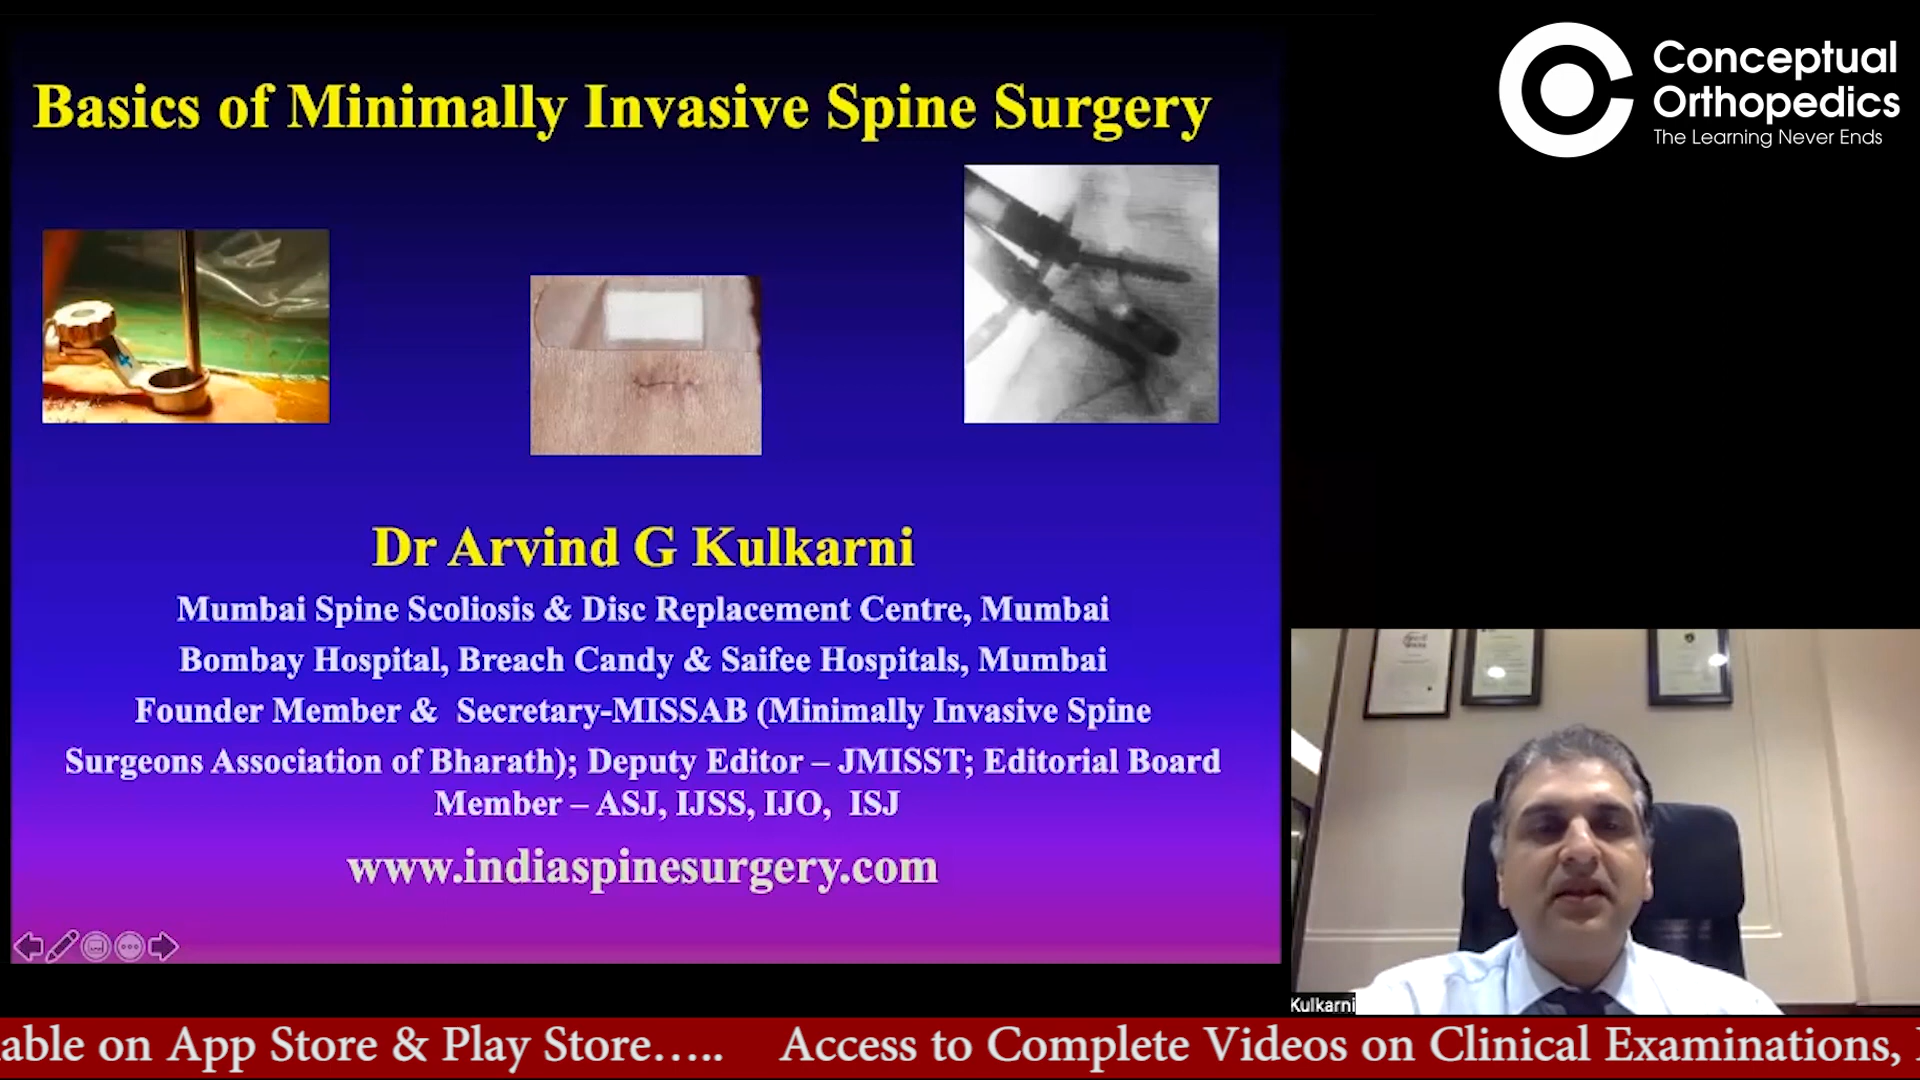 Basics of Minimally Invasive Spine Surgery
Conceptual
Orthopedics
The Learning Never Ends
Dr Arvind G Kulkarni
Mumbai Spine Scoliosis & Disc Replacement Centre, Mumbai
Bombay Hospital, Breach Candy & Saifee Hospitals, Mumbai
Founder Member & Secretary-MISSAB (Minimally Invasive Spine
Surgeons Association of Bharath); Deputy Editor – JMISST; Editorial Board
Member – ASJ, IJSS, IJO, ISJ
www.indiaspinesurgery.com
Kulkarni
on App Store & Play Store..... Access to Complete Videos on Clinical Examinations,